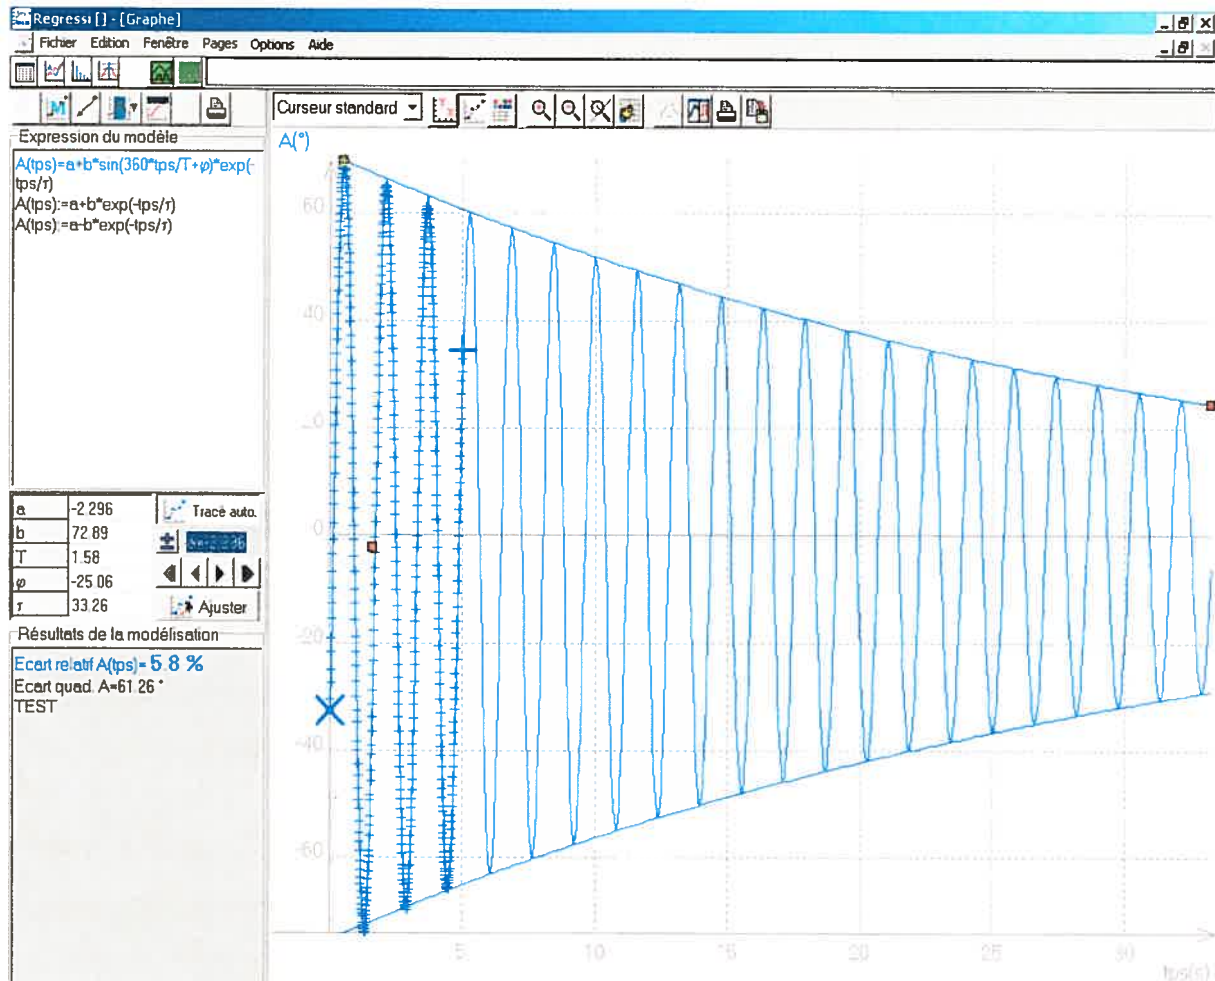 Regressi [] - [Graphe]
Fichier Edition Fenêtre Pages Options Aide
Curseur standard
Expression du modèle
A(tps)=a+b*sin(360*tps/T+φ)*exp(-
tps/τ)
A(tps):=a+b*exp(-tps/τ)
A(tps):=a-b*exp(-tps/τ)
a -2.296
b 72.89
T 1.58
φ -25.06
τ 33.26
Tracé auto.
±
Ajuster
Résultats de la modélisation
Ecart relatif A(tps)= 5.8 %
Ecart quad. A=61.26 °
TEST
A(°)
60
40
20
0
-20
-40
-60
5 10 15 20 25 30
tps(s)